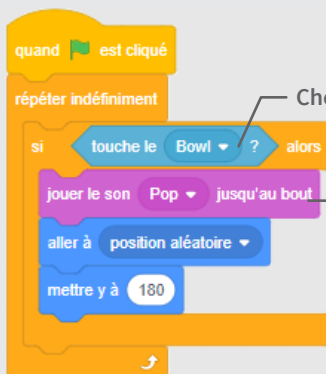 quand est cliqué
répéter indéfiniment
si touche le Bowl ? alors
jouer le son Pop jusqu'au bout
aller à position aléatoire
mettre y à 180